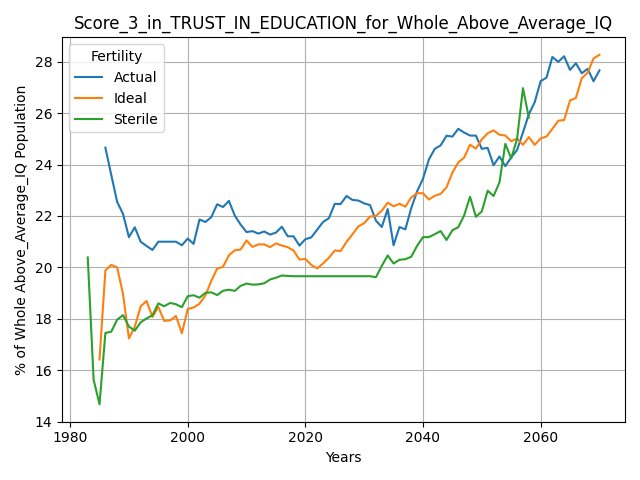 Score_3_in_TRUST_IN_EDUCATION_for_Whole_Above_Average_IQ
Fertility
Actual
Ideal
Sterile
% of Whole Above_Average_IQ Population
28
26
24
22
20
18
16
14
1980
2000
2020
2040
2060
Years